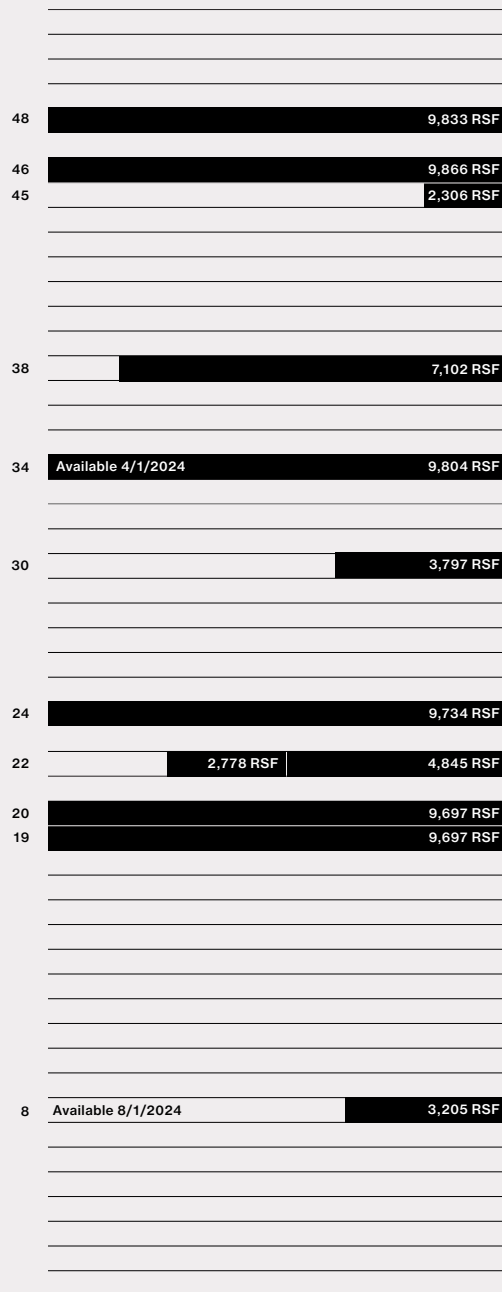 48 9,833 RSF
46 9,866 RSF
45 2,306 RSF
38 7,102 RSF
34 Available 4/1/2024 9,804 RSF
30 3,797 RSF
24 9,734 RSF
22 2,778 RSF 4,845 RSF
20 9,697 RSF
19 9,697 RSF
8 Available 8/1/2024 3,205 RSF